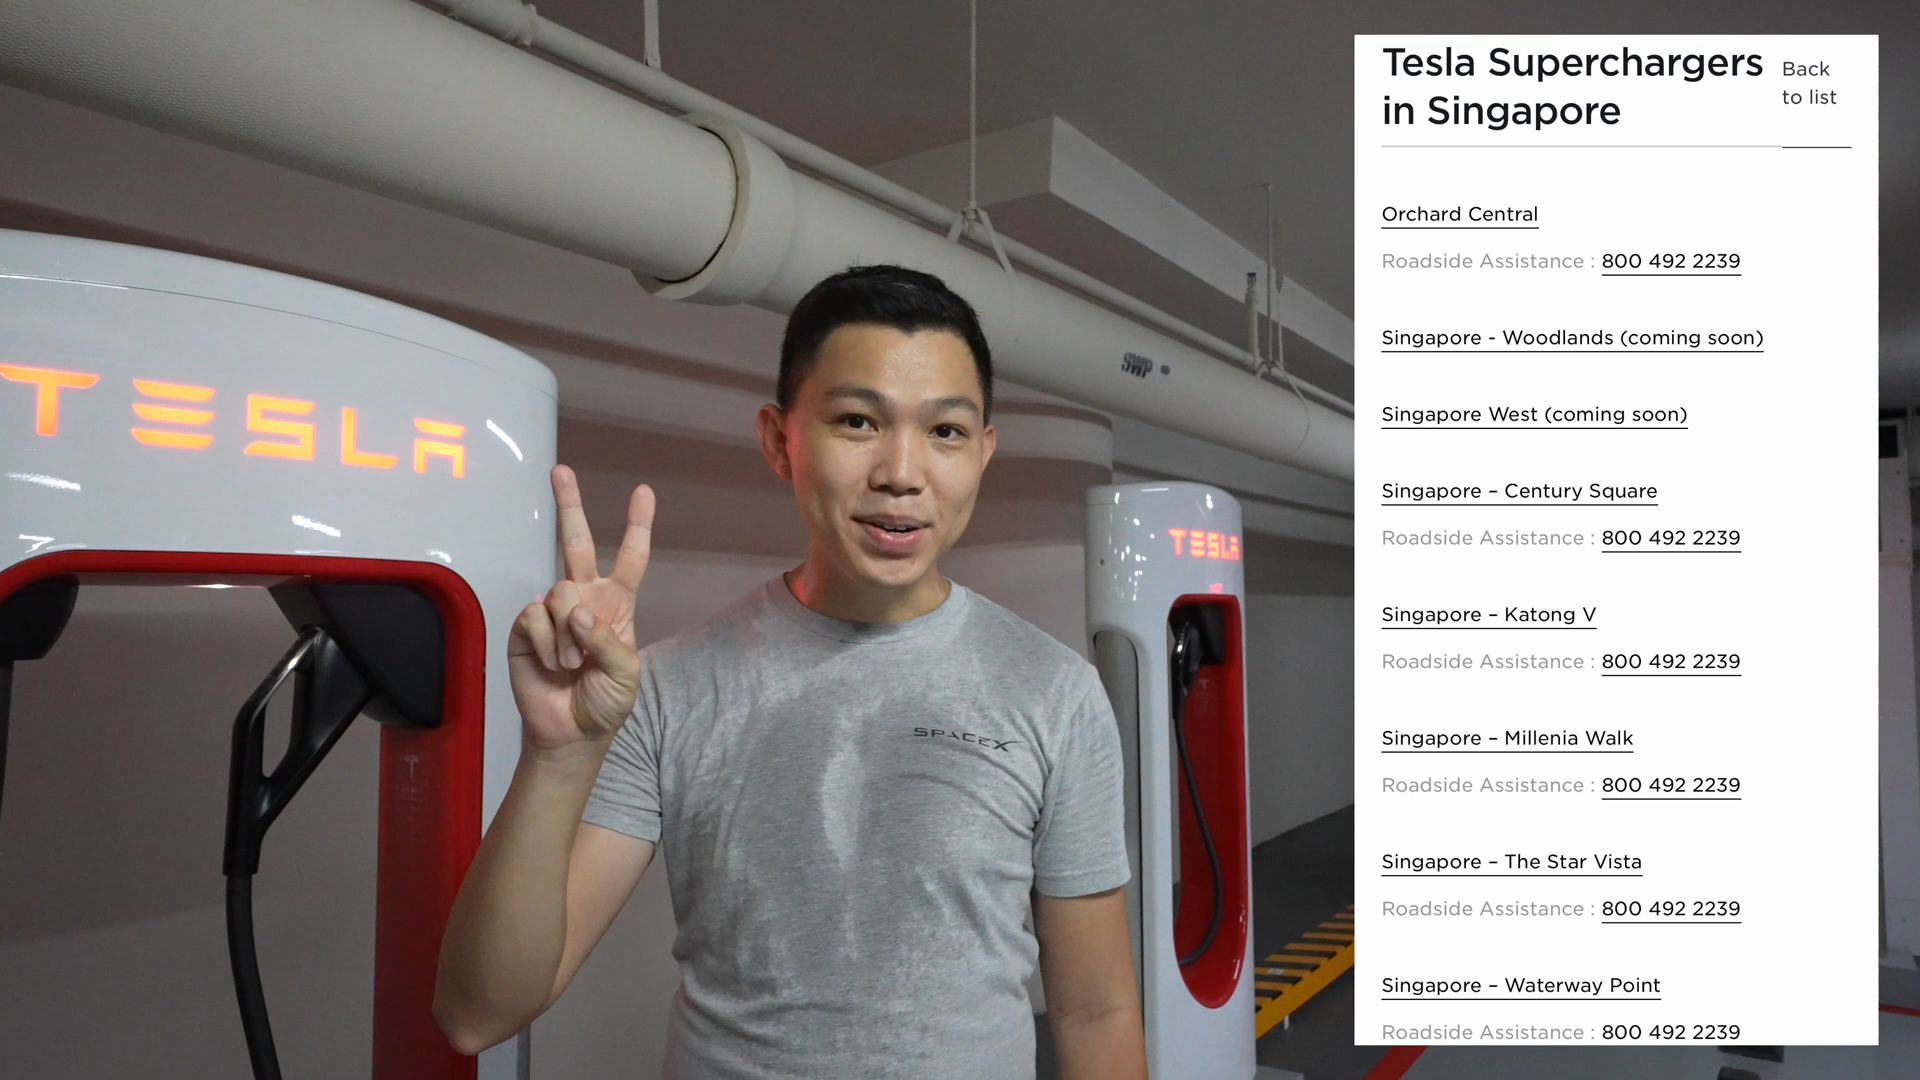 TESLA
SWP
TESLA
SPACEX
Tesla Superchargers
in Singapore
Back
to list
Orchard Central
Roadside Assistance : 800 492 2239
Singapore - Woodlands (coming soon)
Singapore West (coming soon)
Singapore – Century Square
Roadside Assistance : 800 492 2239
Singapore – Katong V
Roadside Assistance : 800 492 2239
Singapore – Millenia Walk
Roadside Assistance : 800 492 2239
Singapore – The Star Vista
Roadside Assistance : 800 492 2239
Singapore – Waterway Point
Roadside Assistance : 800 492 2239